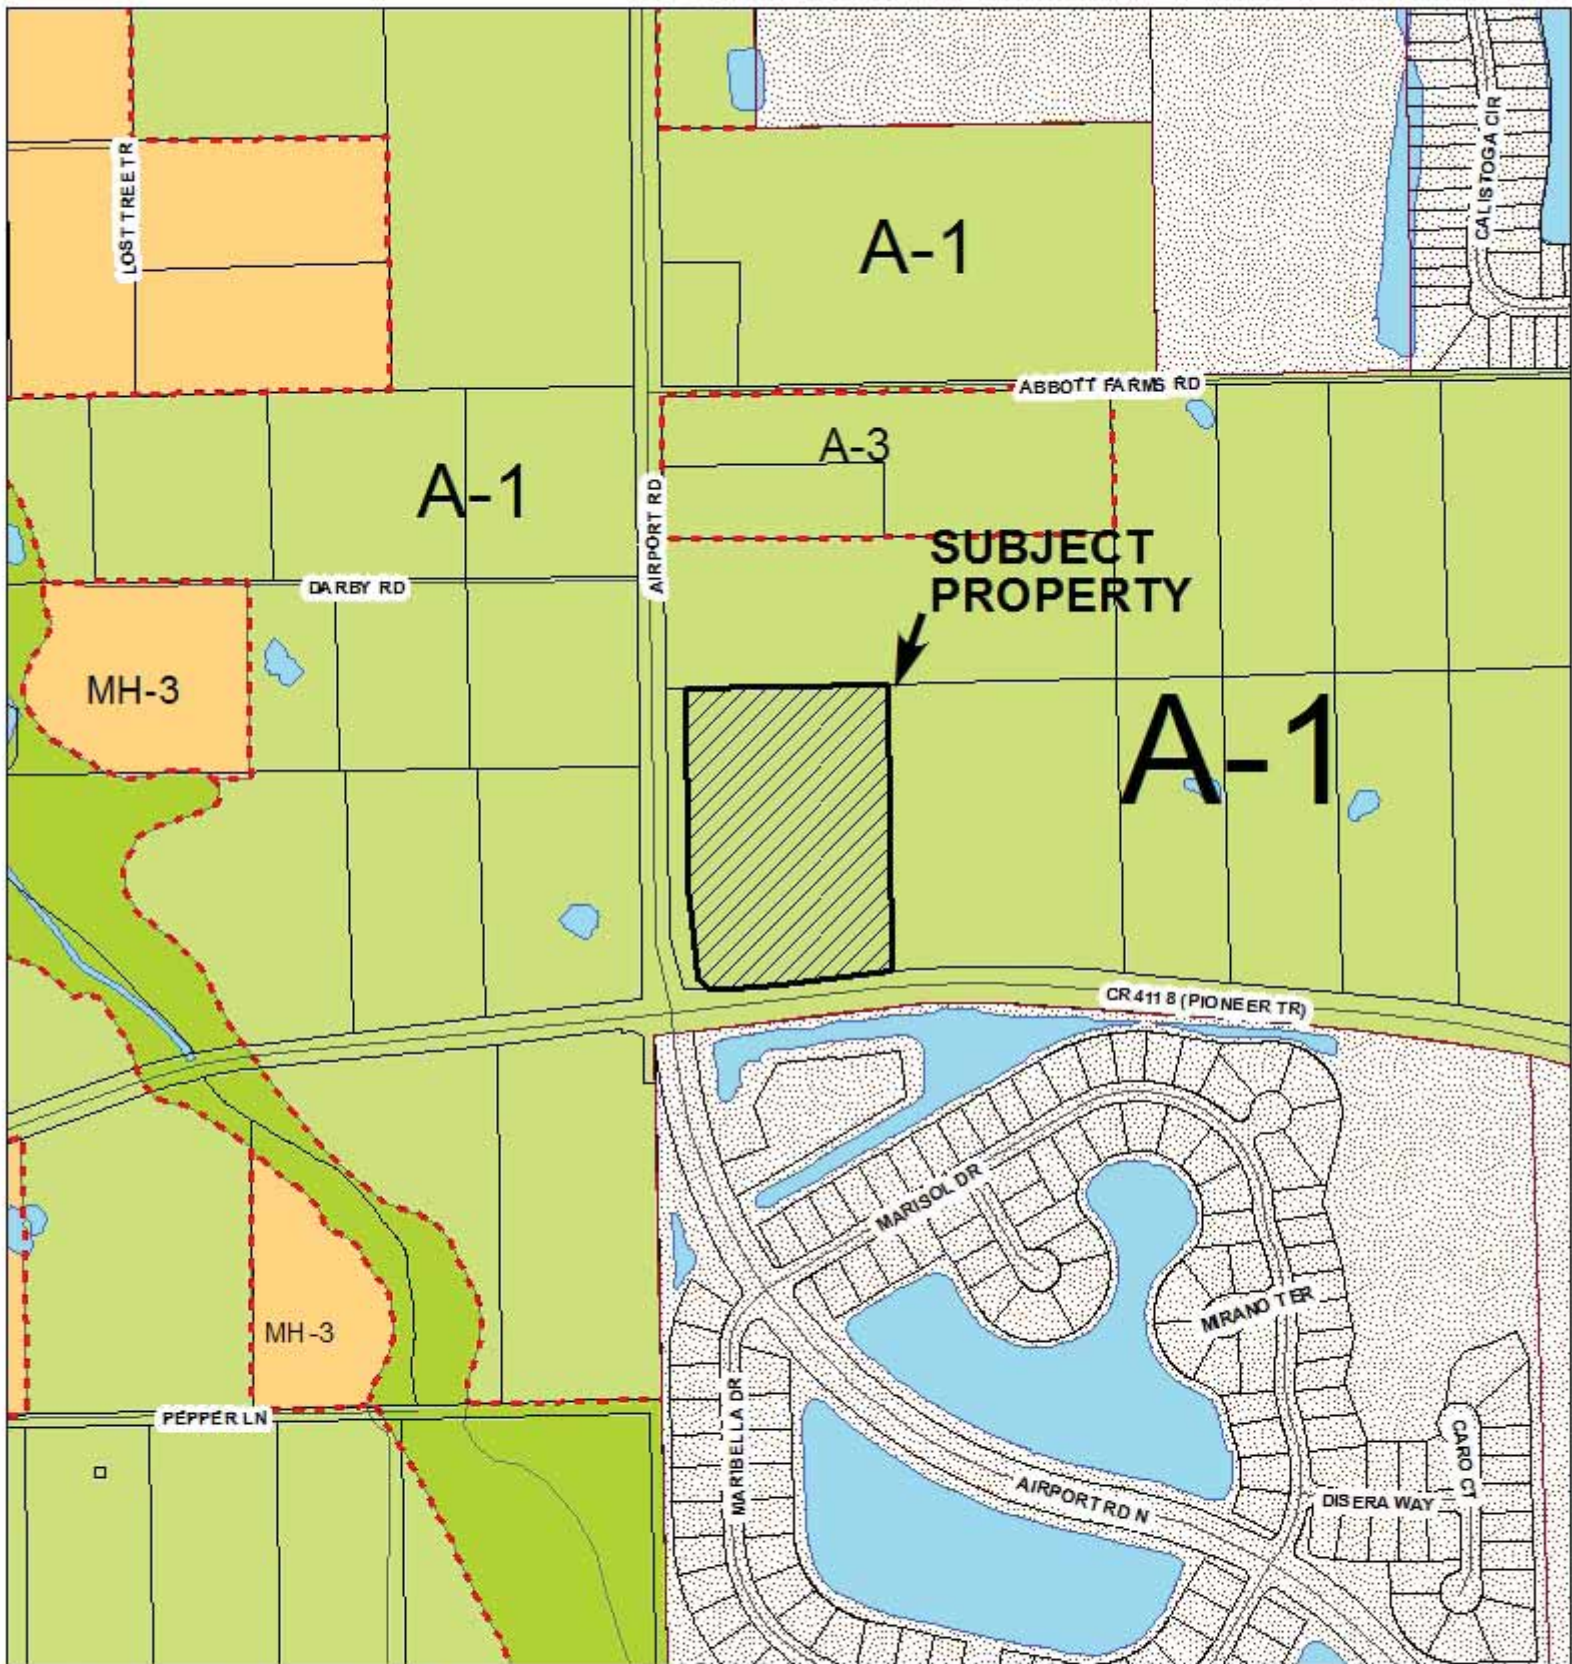 LOST TREE TR
CALISTOGA CIR
A-1
ABBOTT FARMS RD
A-3
A-1
AIRPORT RD
SUBJECT
PROPERTY
DARBY RD
MH-3
A-1
CR 4118 (PIONEER TR)
MARISOL DR
MIRANO TER
MH-3
MARIBELLA DR
PEPPER LN
CARO CT
AIRPORT RD N
DISERA WAY